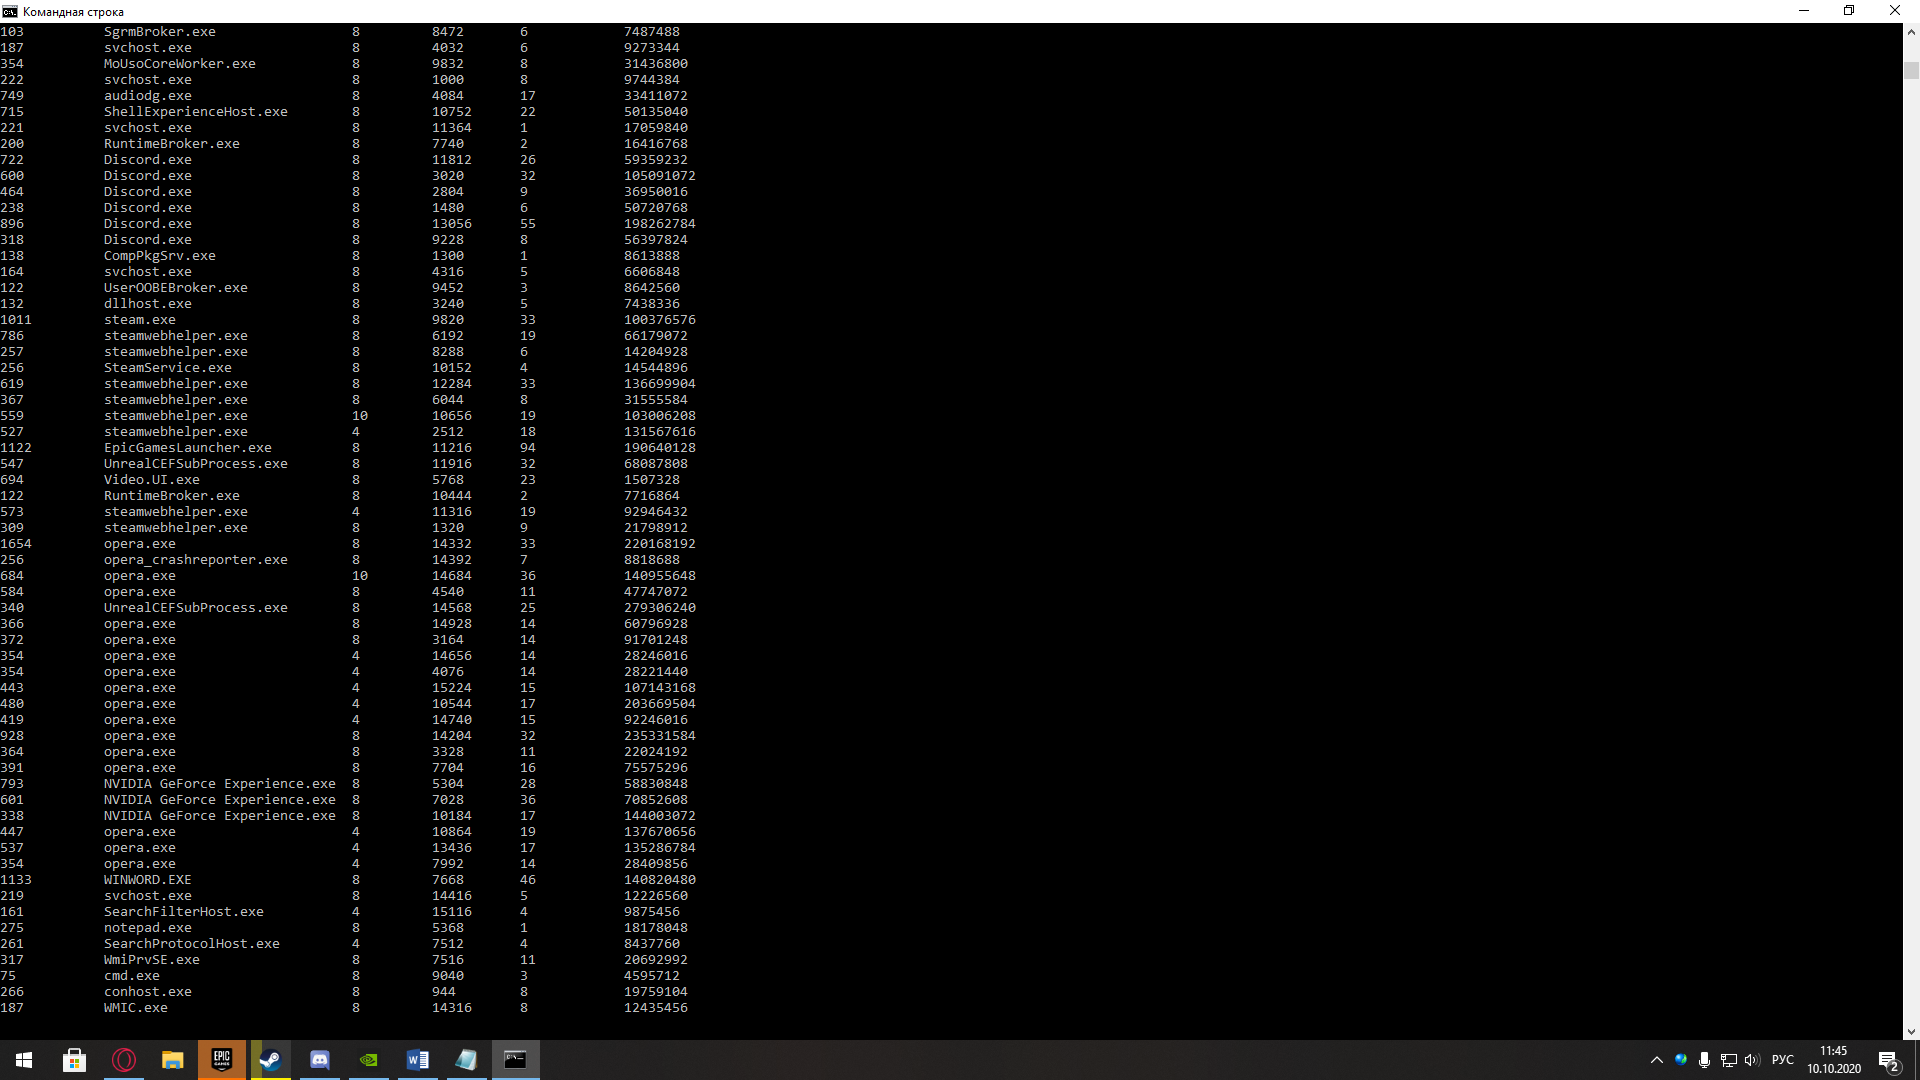 Командная строка
103 SgrmBroker.exe 8 8472 6 7487488
187 svchost.exe 8 4032 6 9273344
354 MoUsoCoreWorker.exe 8 9832 8 31436800
222 svchost.exe 8 1000 8 9744384
749 audiodg.exe 8 4084 17 33411072
715 ShellExperienceHost.exe 8 10752 22 50135040
221 svchost.exe 8 11364 1 17059840
200 RuntimeBroker.exe 8 7740 2 16416768
722 Discord.exe 8 11812 26 59359232
600 Discord.exe 8 3020 32 105091072
464 Discord.exe 8 2804 9 36950016
238 Discord.exe 8 1480 6 50720768
896 Discord.exe 8 13056 55 198262784
318 Discord.exe 8 9228 8 56397824
138 CompPkgSrv.exe 8 1300 1 8613888
164 svchost.exe 8 4316 5 6606848
122 UserOOBEBroker.exe 8 9452 3 8642560
132 dllhost.exe 8 3240 5 7438336
1011 steam.exe 8 9820 33 100376576
786 steamwebhelper.exe 8 6192 19 66179072
257 steamwebhelper.exe 8 8288 6 14204928
256 SteamService.exe 8 10152 4 14544896
619 steamwebhelper.exe 8 12284 33 136699904
367 steamwebhelper.exe 8 6044 8 31555584
559 steamwebhelper.exe 10 10656 19 103006208
527 steamwebhelper.exe 4 2512 18 131567616
1122 EpicGamesLauncher.exe 8 11216 94 190640128
547 UnrealCEFSubProcess.exe 8 11916 32 68087808
694 Video.UI.exe 8 5768 23 1507328
122 RuntimeBroker.exe 8 10444 2 7716864
573 steamwebhelper.exe 4 11316 19 92946432
309 steamwebhelper.exe 8 1320 9 21798912
1654 opera.exe 8 14332 33 220168192
256 opera_crashreporter.exe 8 14392 7 8818688
684 opera.exe 10 14684 36 140955648
584 opera.exe 8 4540 11 47747072
340 UnrealCEFSubProcess.exe 8 14568 25 279306240
366 opera.exe 8 14928 14 60796928
372 opera.exe 8 3164 14 91701248
354 opera.exe 4 14656 14 28246016
354 opera.exe 4 4076 14 28221440
443 opera.exe 4 15224 15 107143168
480 opera.exe 4 10544 17 203669504
419 opera.exe 4 14740 15 92246016
928 opera.exe 8 14204 32 235331584
364 opera.exe 8 3328 11 22024192
391 opera.exe 8 7704 16 75575296
793 NVIDIA GeForce Experience.exe 8 5304 28 58830848
601 NVIDIA GeForce Experience.exe 8 7028 36 70852608
338 NVIDIA GeForce Experience.exe 8 10184 17 144003072
447 opera.exe 4 10864 19 137670656
537 opera.exe 4 13436 17 135286784
354 opera.exe 4 7992 14 28409856
1133 WINWORD.EXE 8 7668 46 140820480
219 svchost.exe 8 14416 5 12226560
161 SearchFilterHost.exe 4 15116 4 9875456
275 notepad.exe 8 5368 1 18178048
261 SearchProtocolHost.exe 4 7512 4 8437760
317 WmiPrvSE.exe 8 7516 11 20692992
75 cmd.exe 8 9040 3 4595712
266 conhost.exe 8 944 8 19759104
187 WMIC.exe 8 14316 8 12435456
EPIC GAMES
РУС
11:45
10.10.2020
2